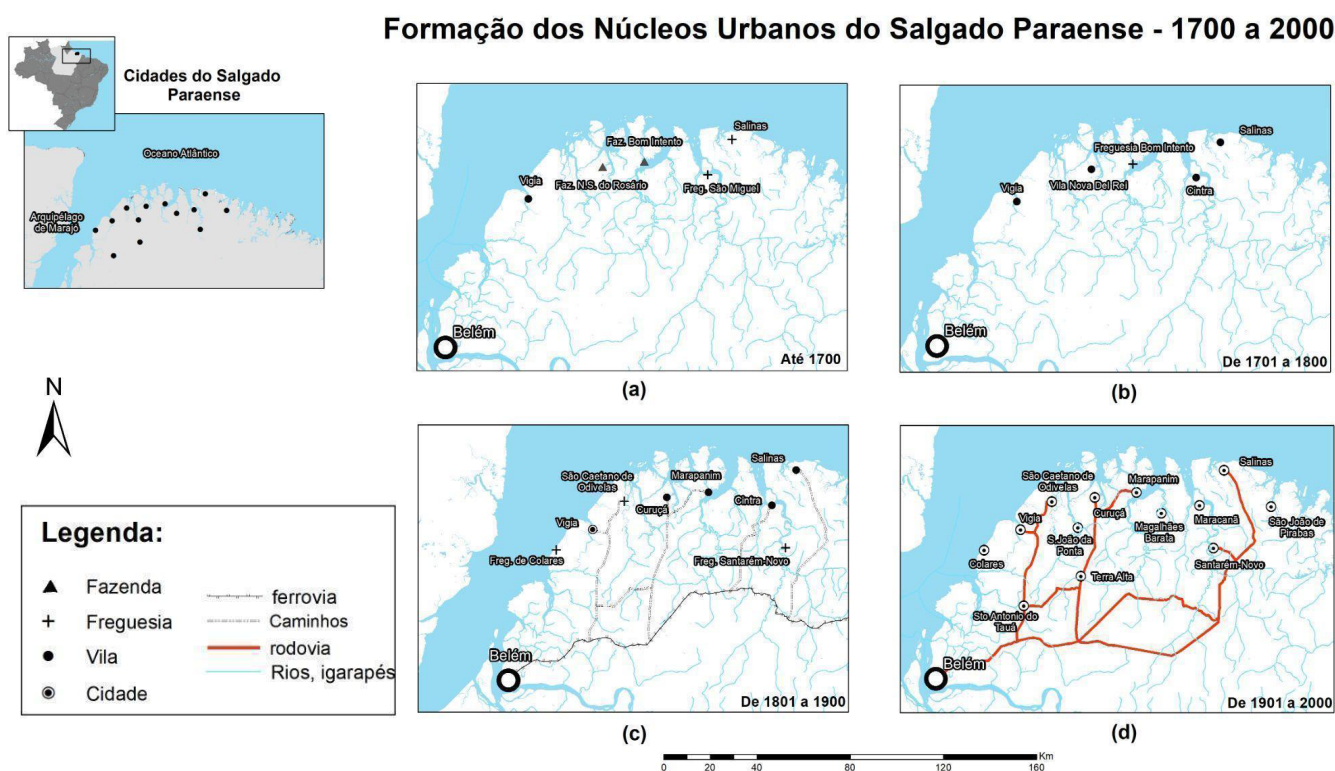 Formação dos Núcleos Urbanos do Salgado Paraense - 1700 a 2000
Cidades do Salgado
Paraense
Oceano Atlântico
Arquipélago
de Marajó
N
Legenda:
Fazenda
Freguesia
Vila
Cidade
ferrovia
Caminhos
rodovia
Rios, igarapés
Salinas
Faz. Bom Intento
Vigia
Faz. N.S. do Rosário
Freg. São Miguel
Belém
Até 1700
(a)
Salinas
Freguesia Bom Intento
Vigia
Vila Nova Del Rei
Cintra
Belém
De 1701 a 1800
(b)
Salinas
São Caetano de
Odivelas
Marapanim
Cintra
Curuçá
Vigia
Freg. de Colares
Freg. Santarém-Novo
Belém
De 1801 a 1900
(c)
Salinas
São Caetano de
Odivelas
Marapanim
Vigia
Curuçá
Maracanã
São João de
Pirabas
S.João da
Ponta
Magalhães
Barata
Colares
Santarém-Novo
Terra Alta
Sto Antonio do
Tauá
Belém
De 1901 a 2000
(d)
Km
0 20 40 80 120 160